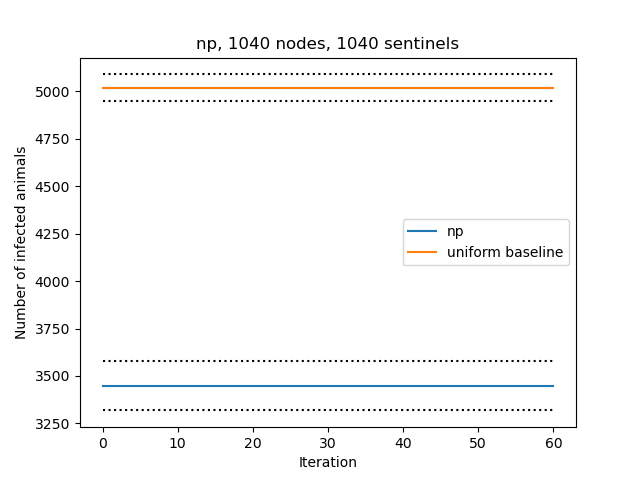 np, 1040 nodes, 1040 sentinels
Number of infected animals
5000
4750
4500
4250
4000
3750
3500
3250
np
uniform baseline
0 10 20 30 40 50 60
Iteration